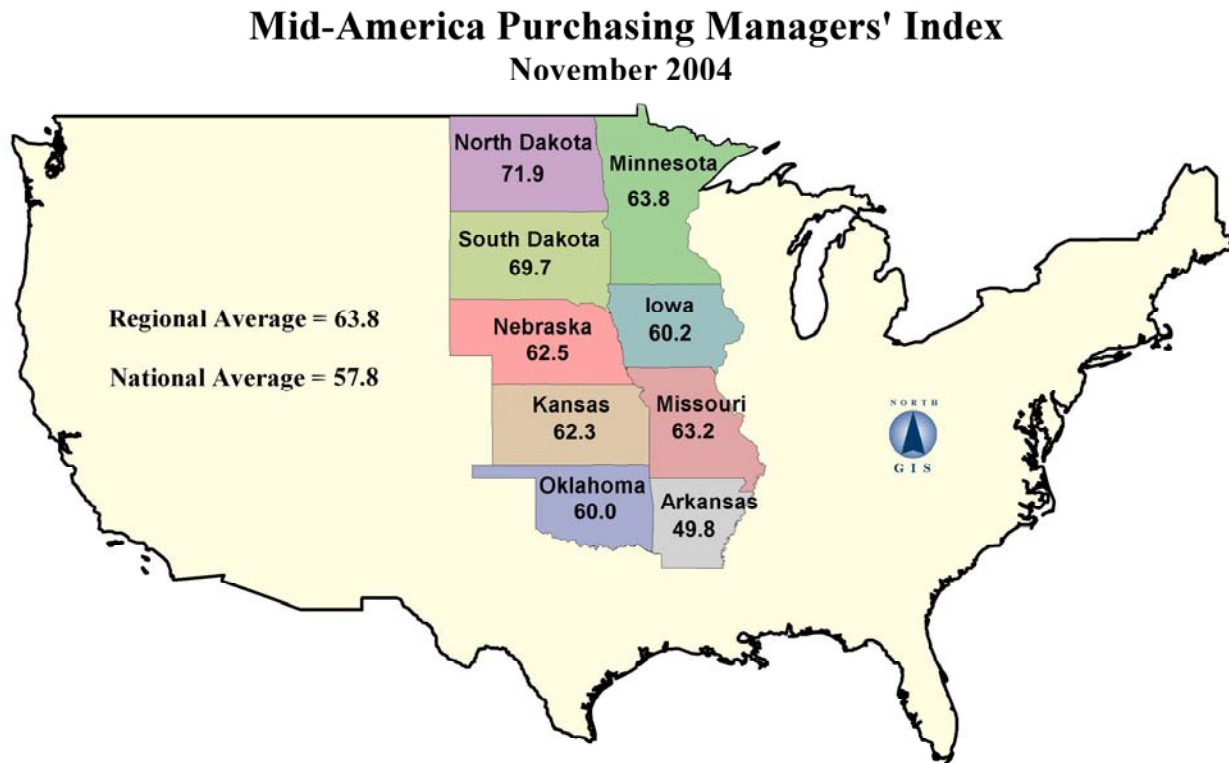 Mid-America Purchasing Managers' Index
November 2004
North Dakota
71.9
Minnesota
63.8
South Dakota
69.7
Iowa
60.2
Regional Average = 63.8
National Average = 57.8
Nebraska
62.5
Kansas
62.3
Missouri
63.2
Oklahoma
60.0
Arkansas
49.8
NORTH
GIS